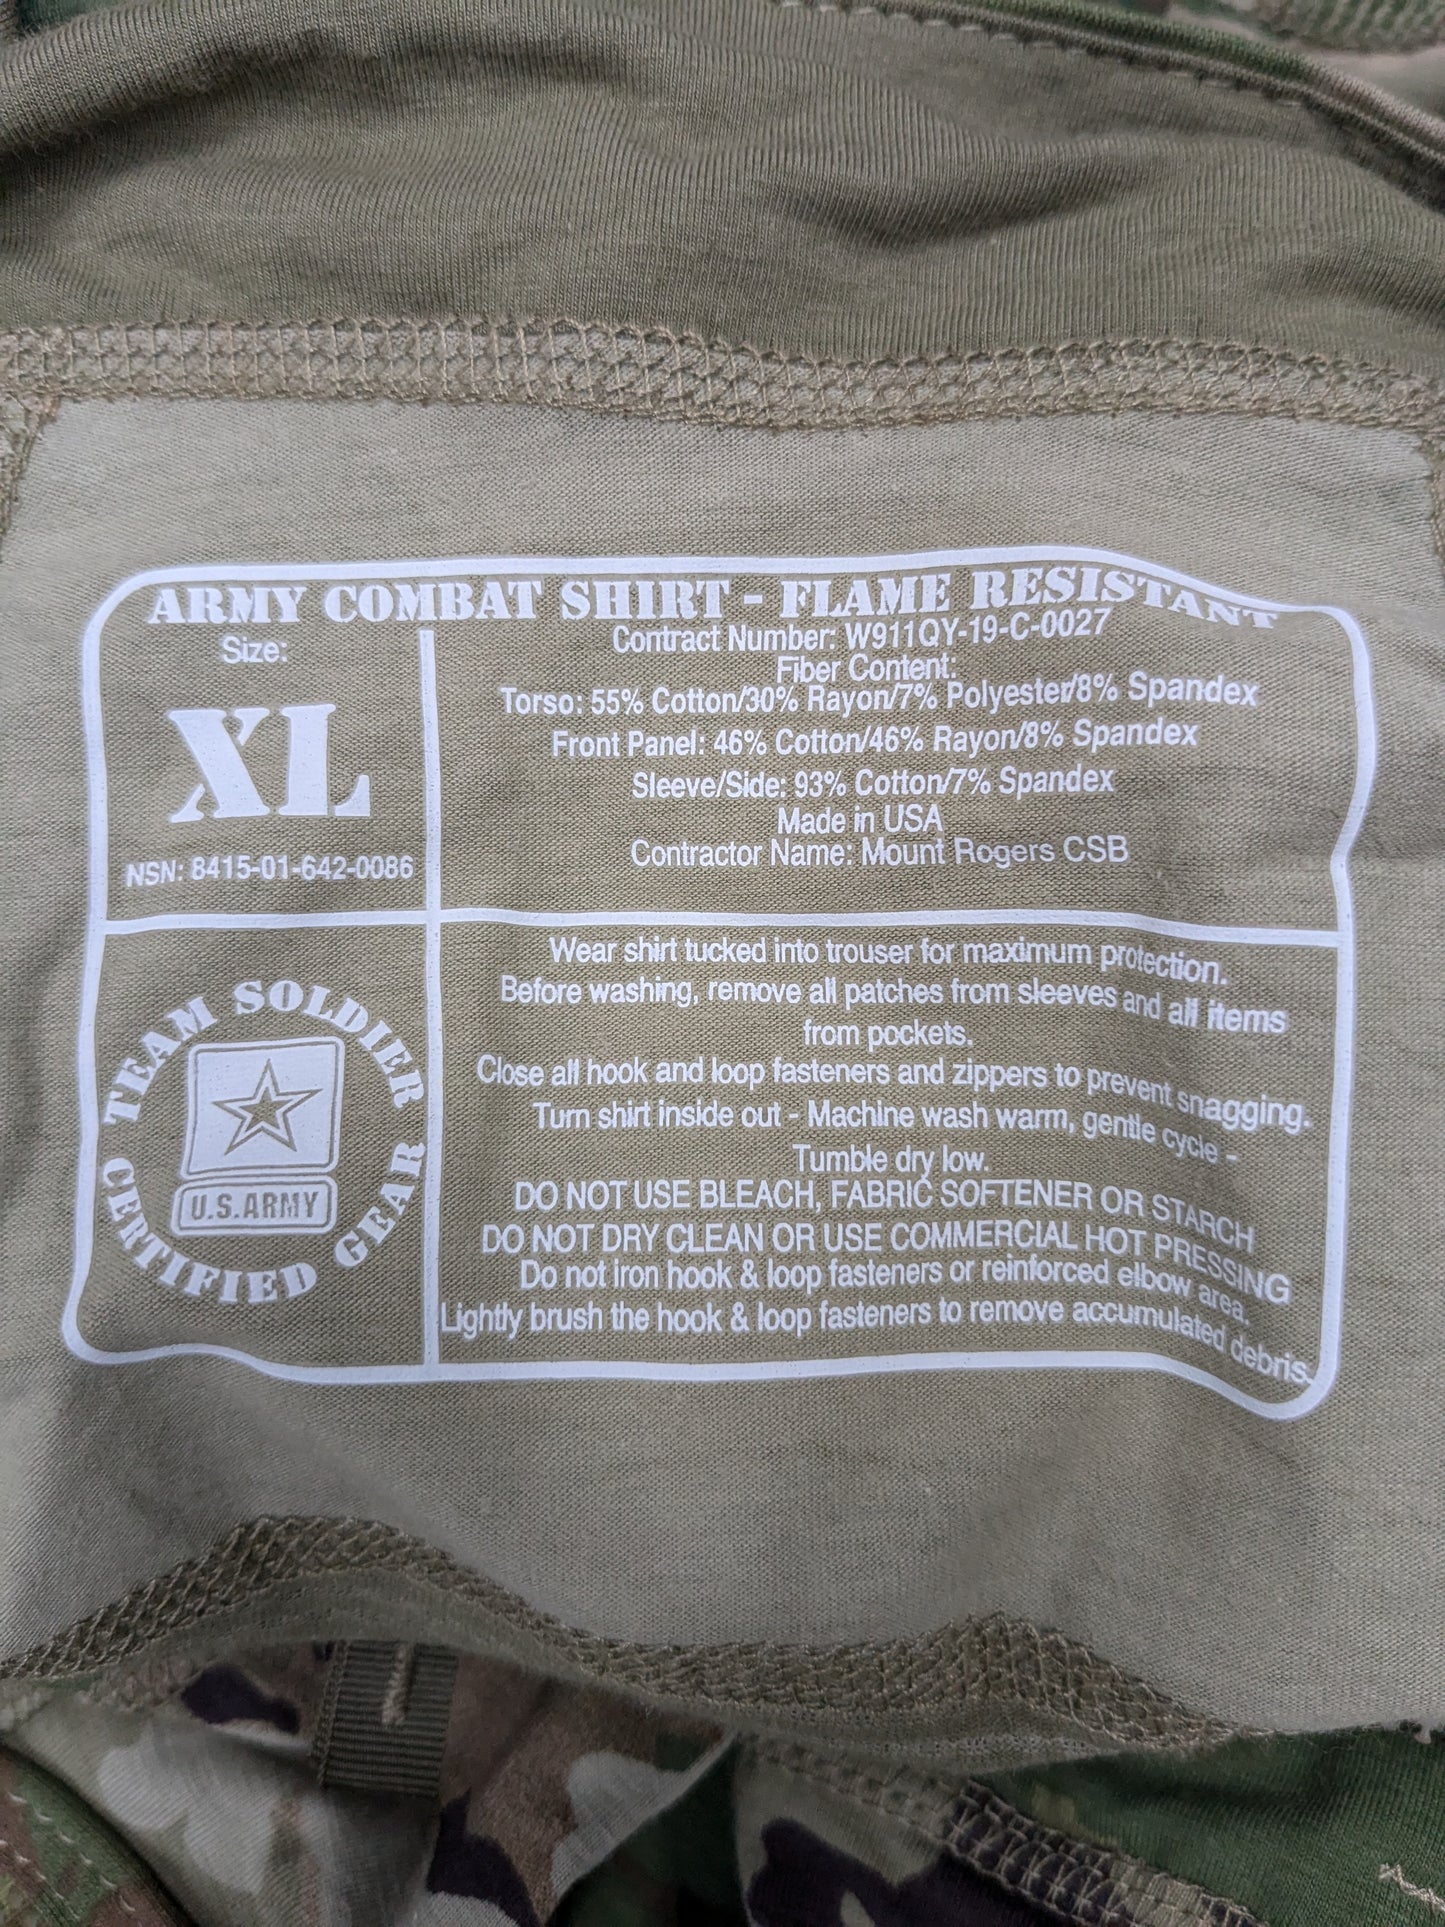 ARMY COMBAT SHIRT - FLAME RESISTANT
Size:
XL
NSN: 8415-01-642-0086
Contract Number: W911QY-19-C-0027
Fiber Content:
Torso: 55% Cotton/30% Rayon/7% Polyester/8% Spandex
Front Panel: 46% Cotton/46% Rayon/8% Spandex
Sleeve/Side: 93% Cotton/7% Spandex
Made in USA
Contractor Name: Mount Rogers CSB
TEAM SOLDIER
CERTIFIED GEAR
U.S.ARMY
Wear shirt tucked into trouser for maximum protection.
Before washing, remove all patches from sleeves and all items
from pockets.
Close all hook and loop fasteners and zippers to prevent snagging.
Turn shirt inside out - Machine wash warm, gentle cycle -
Tumble dry low.
DO NOT USE BLEACH, FABRIC SOFTENER OR STARCH
DO NOT DRY CLEAN OR USE COMMERCIAL HOT PRESSING
Do not iron hook & loop fasteners or reinforced elbow area.
Lightly brush the hook & loop fasteners to remove accumulated debris.